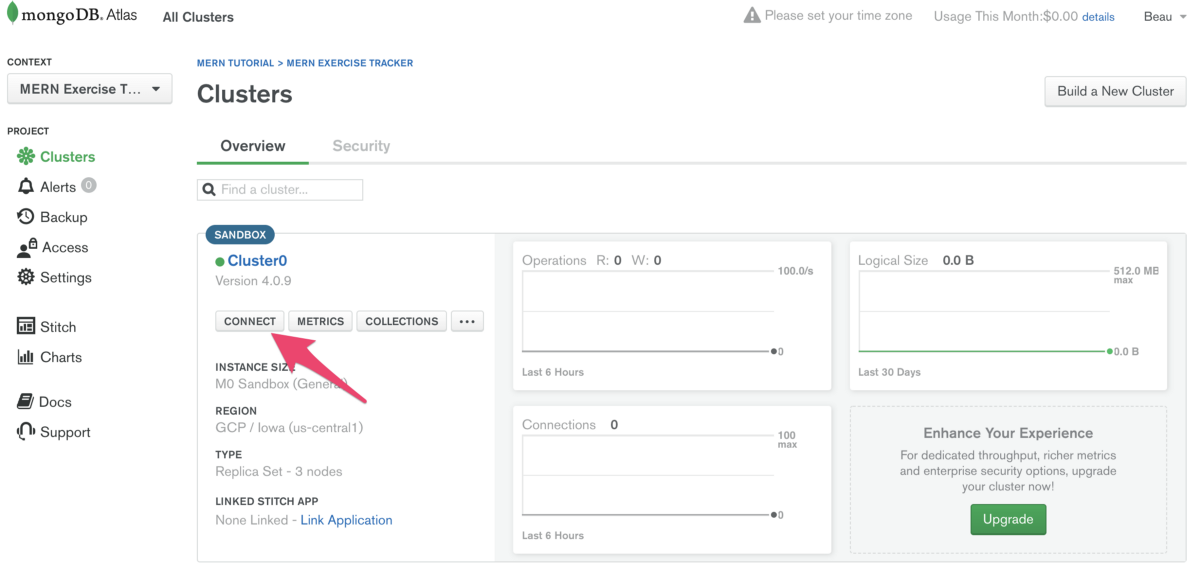 mongoDB. Atlas
All Clusters
Please set your time zone
Usage This Month:$0.00 details
Beau
CONTEXT
MERN Exercise T...
PROJECT
Clusters
Alerts 0
Backup
Access
Settings
Stitch
Charts
Docs
Support
MERN TUTORIAL > MERN EXERCISE TRACKER
Clusters
Build a New Cluster
Overview
Security
Find a cluster...
SANDBOX
Cluster0
Version 4.0.9
CONNECT
METRICS
COLLECTIONS
...
INSTANCE SIZE
M0 Sandbox (General)
REGION
GCP / Iowa (us-central1)
TYPE
Replica Set - 3 nodes
LINKED STITCH APP
None Linked - Link Application
Operations R: 0 W: 0
100.0/s
0
Last 6 Hours
Logical Size 0.0 B
512.0 MB
max
0.0 B
Last 30 Days
Connections 0
100
max
0
Last 6 Hours
Enhance Your Experience
For dedicated throughput, richer metrics
and enterprise security options, upgrade
your cluster now!
Upgrade